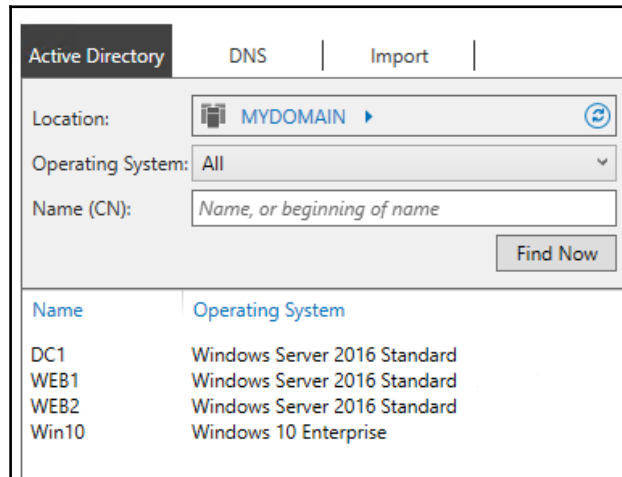 Active Directory DNS Import
Location: MYDOMAIN
Operating System: All
Name (CN): Name, or beginning of name
Find Now
Name Operating System
DC1 Windows Server 2016 Standard
WEB1 Windows Server 2016 Standard
WEB2 Windows Server 2016 Standard
Win10 Windows 10 Enterprise